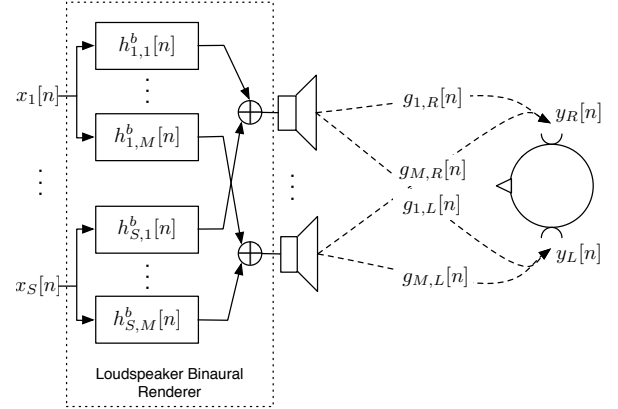 x_1[n]
h^b_{1,1}[n]
h^b_{1,M}[n]
x_S[n]
h^b_{S,1}[n]
h^b_{S,M}[n]
Loudspeaker Binaural
Renderer
g_{1,R}[n]
g_{M,R}[n]
g_{1,L}[n]
g_{M,L}[n]
y_R[n]
y_L[n]